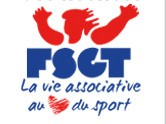 FSGT
La vie associative
au du sport